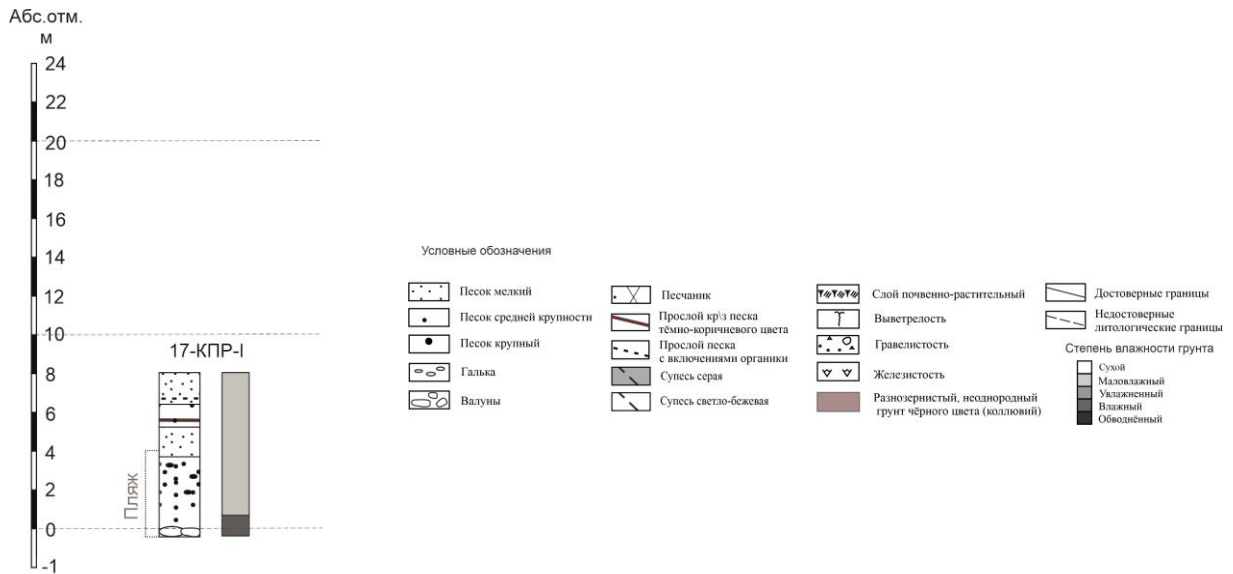 Абс.отм.
м
24
22
20
18
16
14
12
10
8
6
4
2
0
-1
17-КПР-I
Пляж
Условные обозначения
Песок мелкий
Песок средней крупности
Песок крупный
Галька
Валуны
Песчаник
Прослой кр\з песка
тёмно-коричневого цвета
Прослой песка
с включениями органики
Супесь серая
Супесь светло-бежевая
Слой почвенно-растительный
Выветрелость
Гравелистость
Железистость
Разнозернистый, неоднородный
грунт чёрного цвета (коллювий)
Достоверные границы
Недостоверные
литологические границы
Степень влажности грунта
Сухой
Маловлажный
Увлажненный
Влажный
Обводнённый